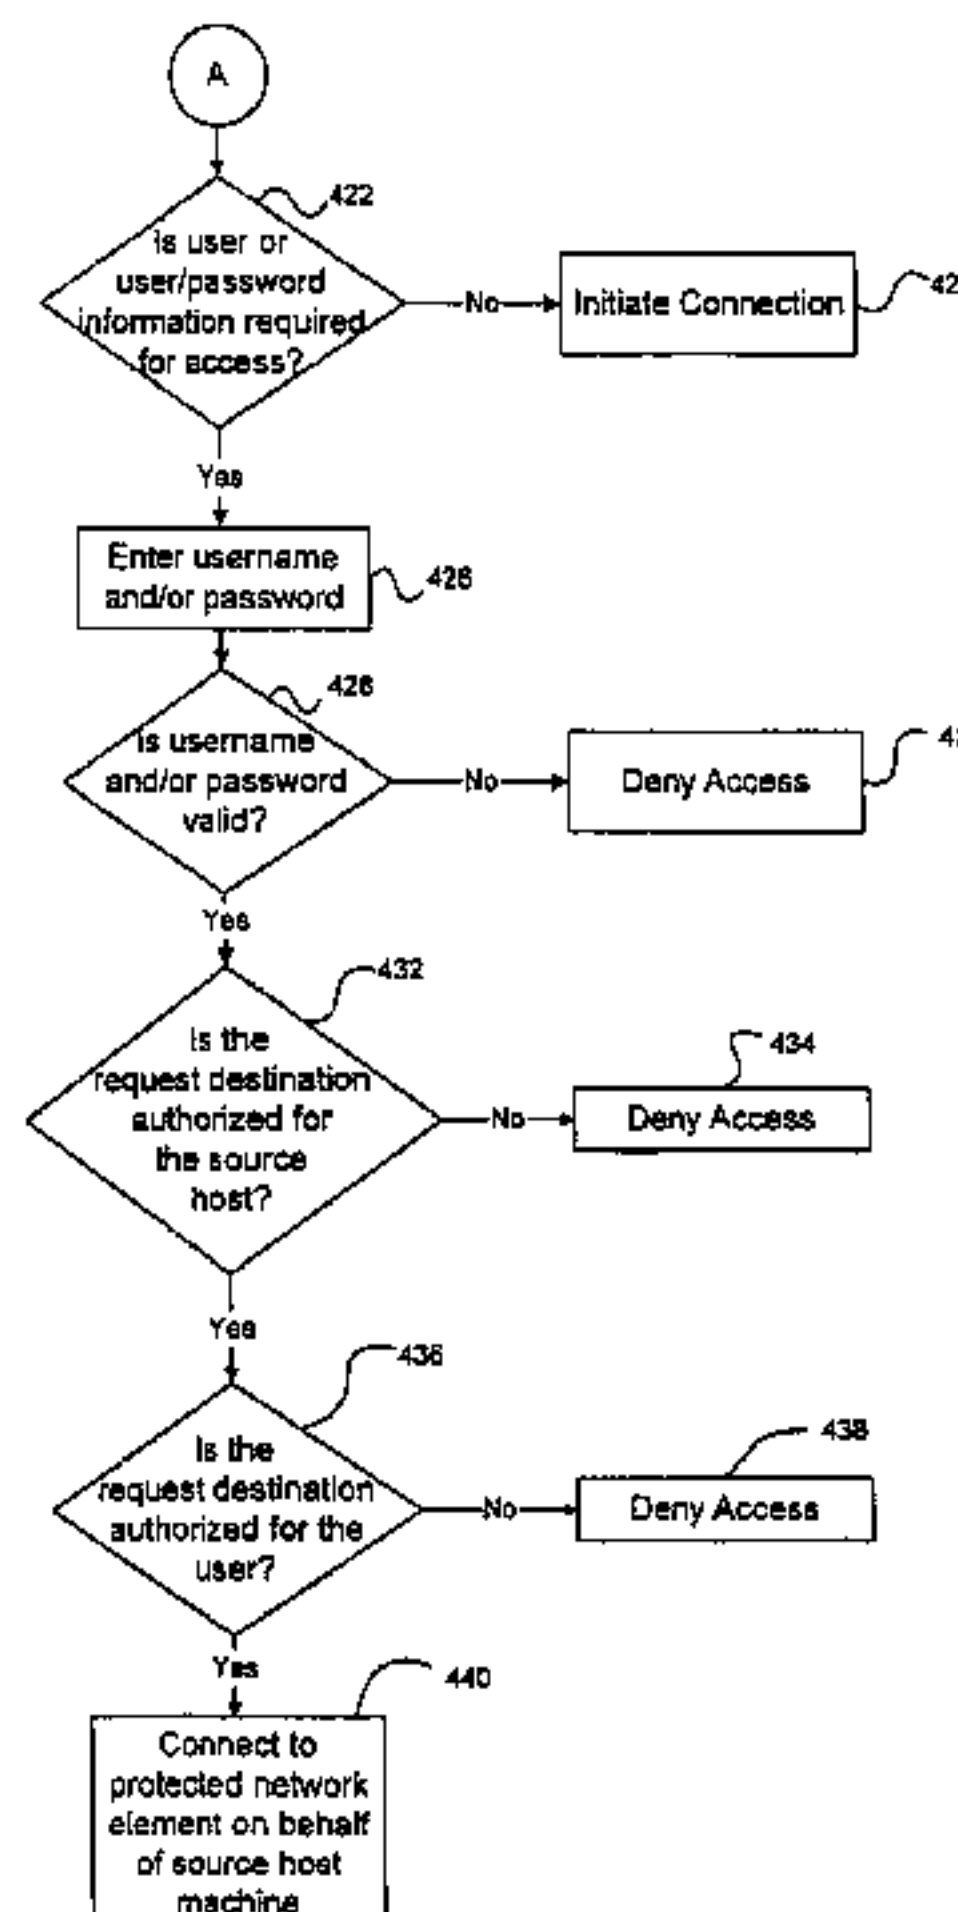 A
422
Is user or
user/password
information required
for access?
No
Initiate Connection
42
Yes
Enter username
and/or password
426
428
Is username
and/or password
valid?
No
Deny Access
Yes
432
Is the
request destination
authorized for
the source
host?
No
434
Deny Access
Yes
436
Is the
request destination
authorized for the
user?
No
438
Deny Access
Yes
440
Connect to
protected network
element on behalf
of source host
machine